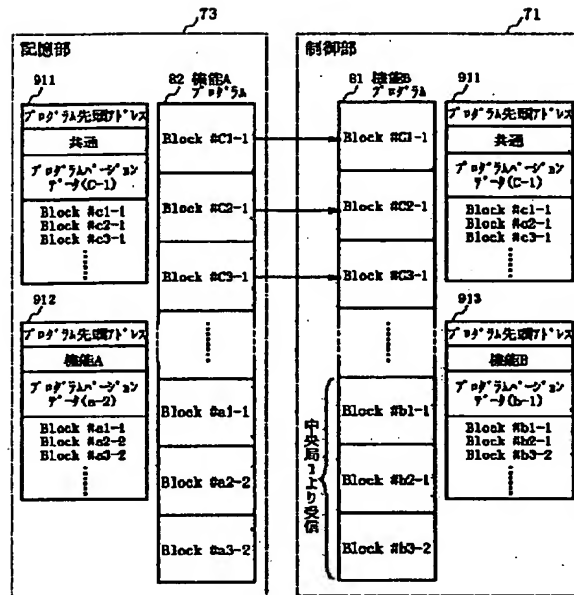 73
71
記憶部
911
プログラム先頭アドレス
共通
プログラムバージョン
データ(C-1)
Block #c1-1
Block #c2-1
Block #c3-1
912
プログラム先頭アドレス
機能A
プログラムバージョン
データ(a-2)
Block #a1-1
Block #a2-2
Block #a3-2
82 機能A
プログラム
Block #C1-1
Block #C2-1
Block #C3-1
Block #a1-1
Block #a2-2
Block #a3-2
制御部
81 機能B
プログラム
Block #C1-1
Block #C2-1
Block #C3-1
Block #b1-1
Block #b2-1
Block #b3-2
中央局1より受信
911
プログラム先頭アドレス
共通
プログラムバージョン
データ(C-1)
Block #c1-1
Block #c2-1
Block #c3-1
913
プログラム先頭アドレス
機能B
プログラムバージョン
データ(b-1)
Block #b1-1
Block #b2-1
Block #b3-2